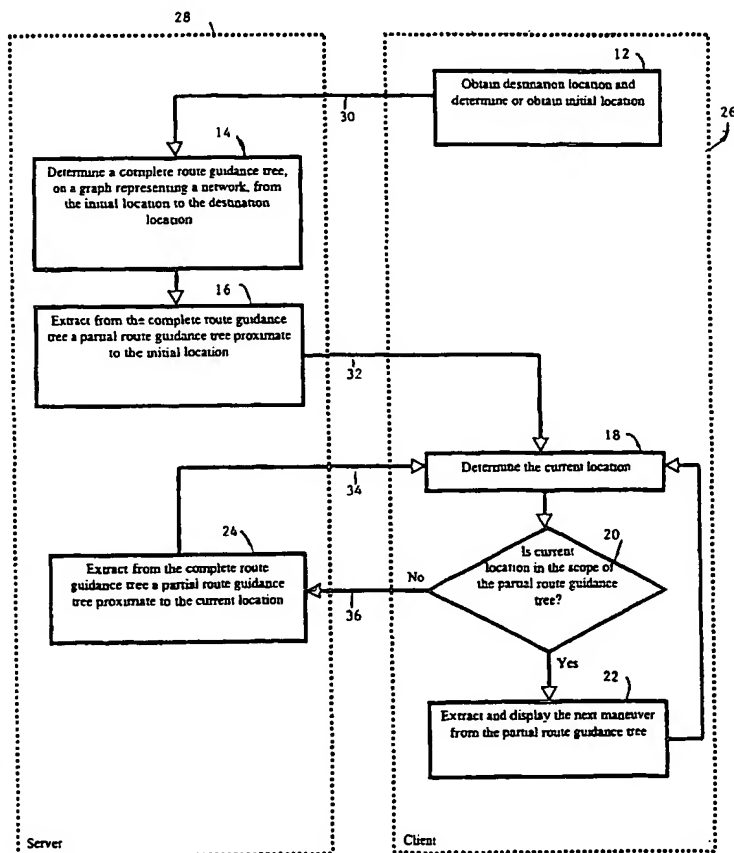 28
12
Obtain destination location and
determine or obtain initial location
26
30
14
Determine a complete route guidance tree,
on a graph representing a network, from
the initial location to the destination
location
16
Extract from the complete route guidance
tree a partial route guidance tree proximate
to the initial location
32
18
Determine the current location
34
24
Extract from the complete route
guidance tree a partial route guidance
tree proximate to the current location
20
Is current
location in the scope of
the partial route guidance
tree?
No
36
Yes
22
Extract and display the next maneuver
from the partial route guidance tree
Server
Client